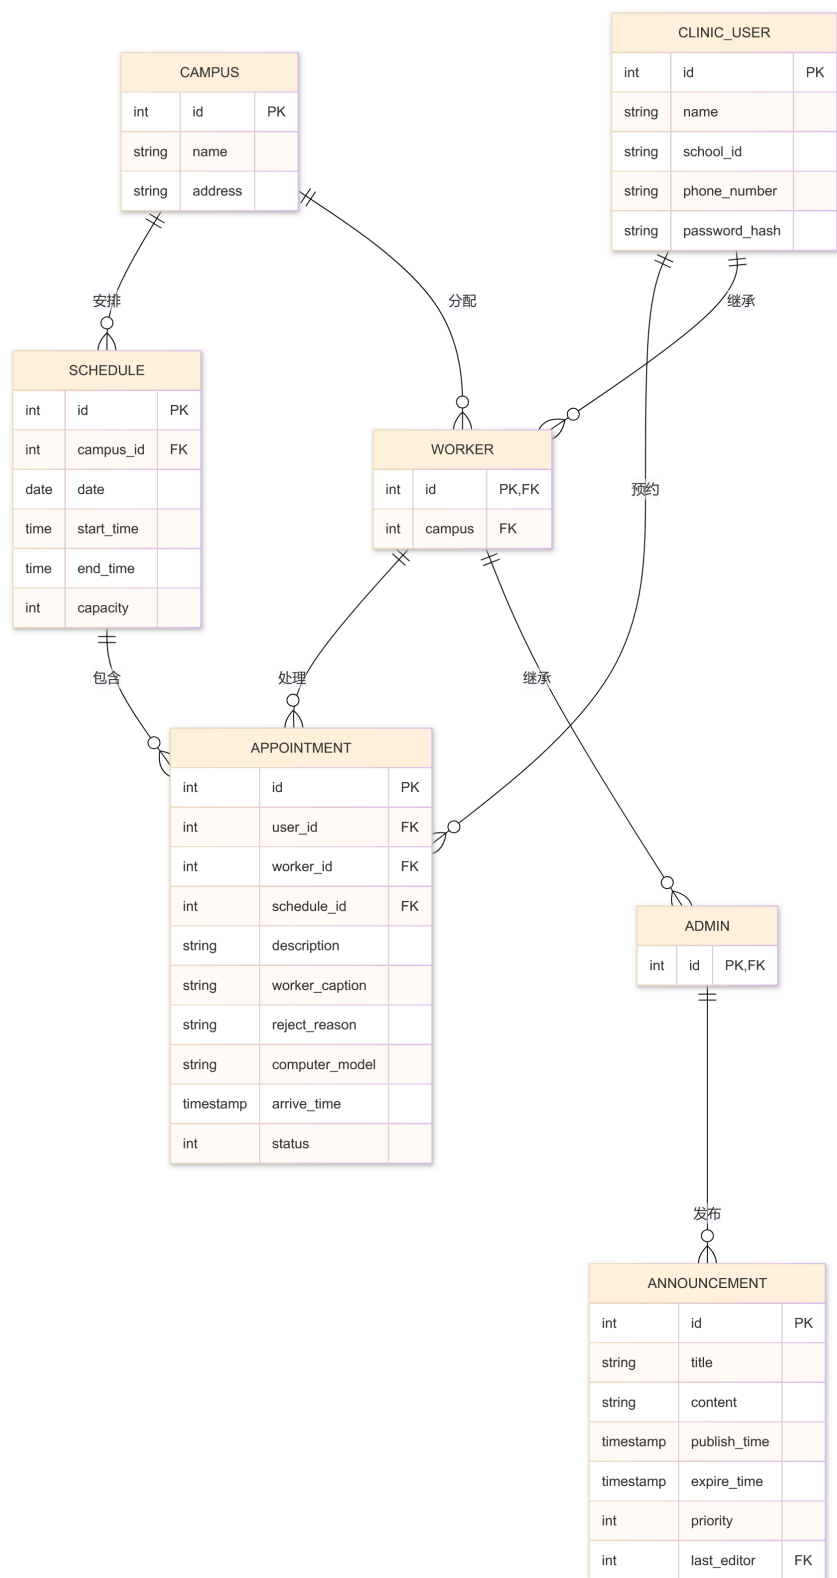 CLINIC_USER
int id PK
string name
string school_id
string phone_number
string password_hash
CAMPUS
int id PK
string name
string address
安排
分配
继承
SCHEDULE
int id PK
int campus_id FK
date date
time start_time
time end_time
int capacity
WORKER
int id PK,FK
int campus FK
预约
包含
处理
继承
APPOINTMENT
int id PK
int user_id FK
int worker_id FK
int schedule_id FK
string description
string worker_caption
string reject_reason
string computer_model
timestamp arrive_time
int status
ADMIN
int id PK,FK
发布
ANNOUNCEMENT
int id PK
string title
string content
timestamp publish_time
timestamp expire_time
int priority
int last_editor FK